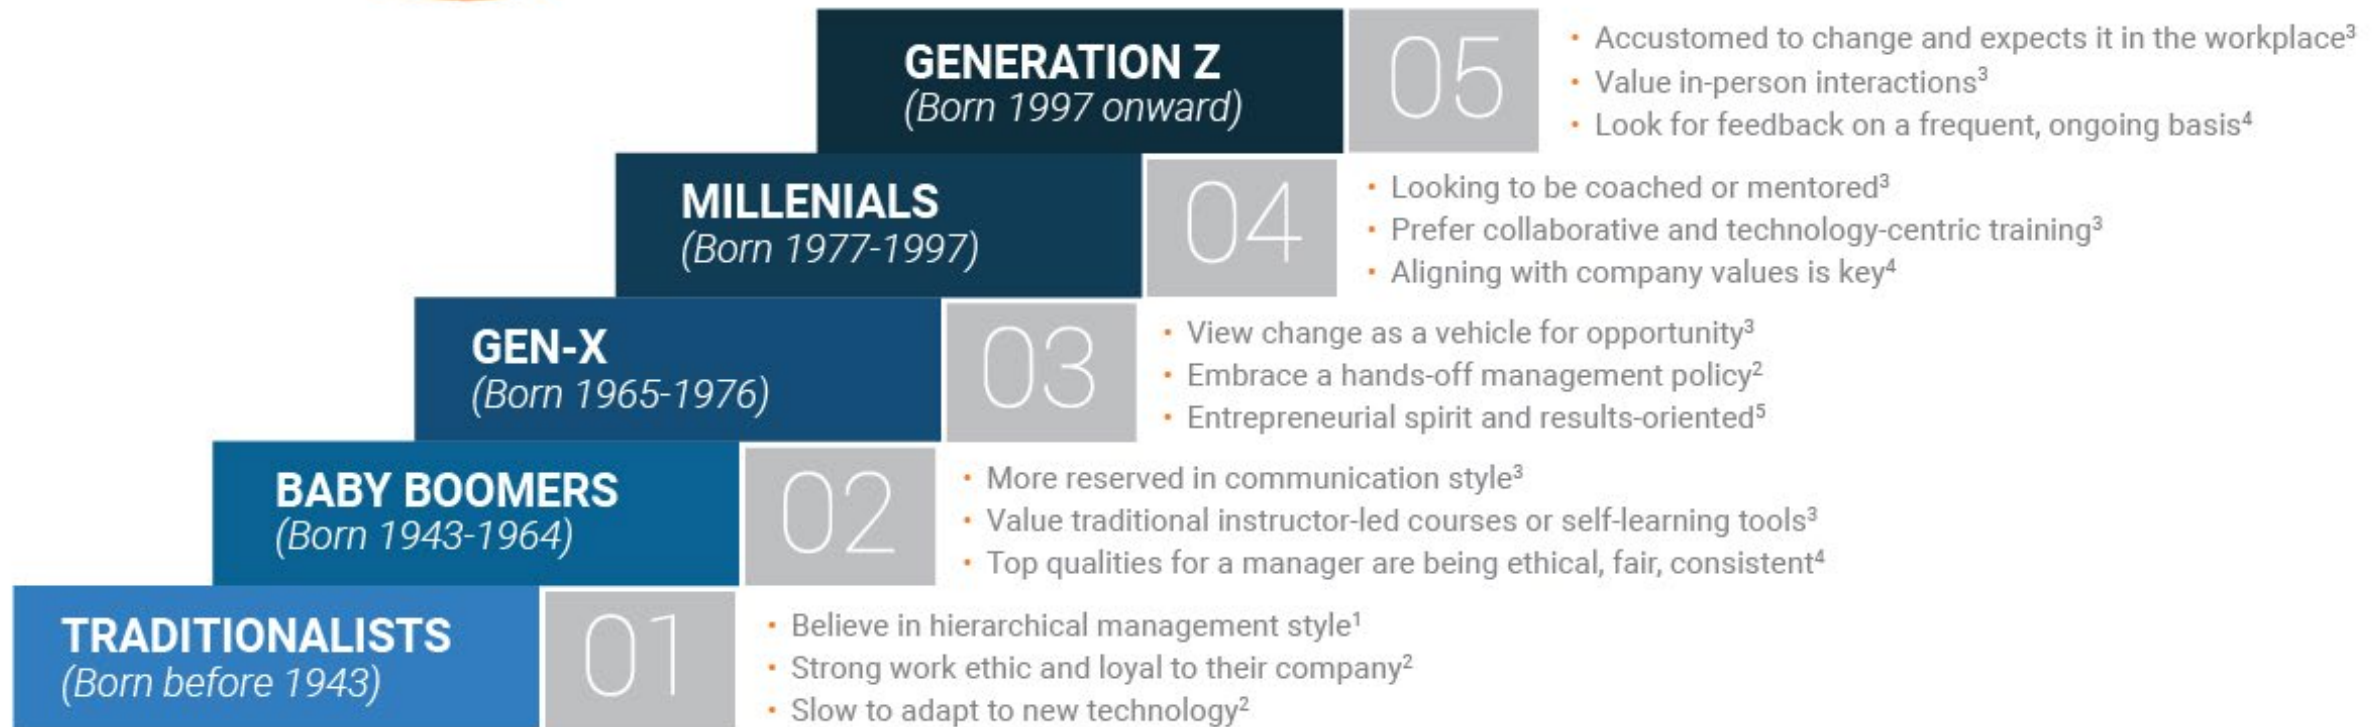 GENERATION Z
(Born 1997 onward)
05
• Accustomed to change and expects it in the workplace³
• Value in-person interactions³
• Look for feedback on a frequent, ongoing basis⁴
MILLENIALS
(Born 1977-1997)
04
• Looking to be coached or mentored³
• Prefer collaborative and technology-centric training³
• Aligning with company values is key⁴
GEN-X
(Born 1965-1976)
03
• View change as a vehicle for opportunity³
• Embrace a hands-off management policy²
• Entrepreneurial spirit and results-oriented⁵
BABY BOOMERS
(Born 1943-1964)
02
• More reserved in communication style³
• Value traditional instructor-led courses or self-learning tools³
• Top qualities for a manager are being ethical, fair, consistent⁴
TRADITIONALISTS
(Born before 1943)
01
• Believe in hierarchical management style¹
• Strong work ethic and loyal to their company²
• Slow to adapt to new technology²